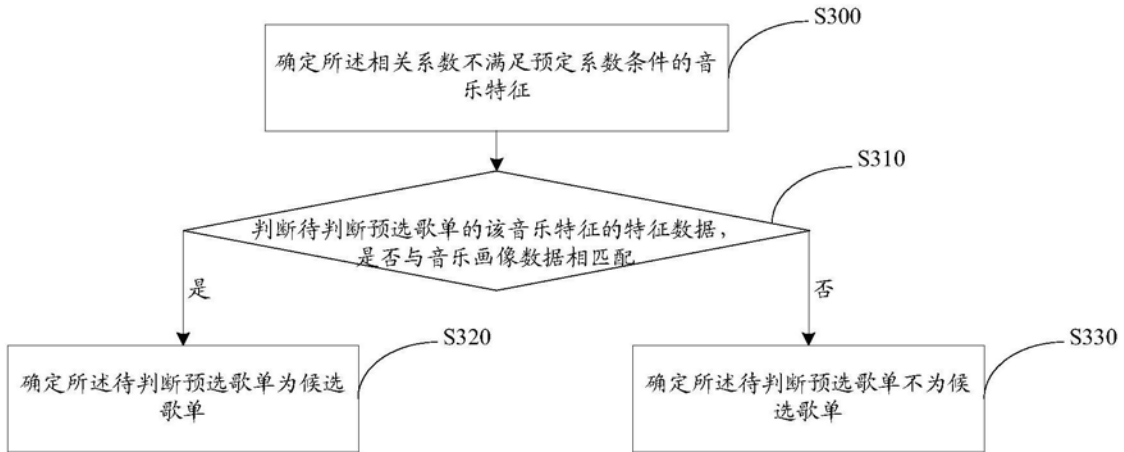 S300
确定所述相关系数不满足预定系数条件的音
乐特征
S310
判断待判断预选歌单的该音乐特征的特征数据，
是否与音乐画像数据相匹配
是
否
S320
确定所述待判断预选歌单为候选
歌单
S330
确定所述待判断预选歌单不为候
选歌单